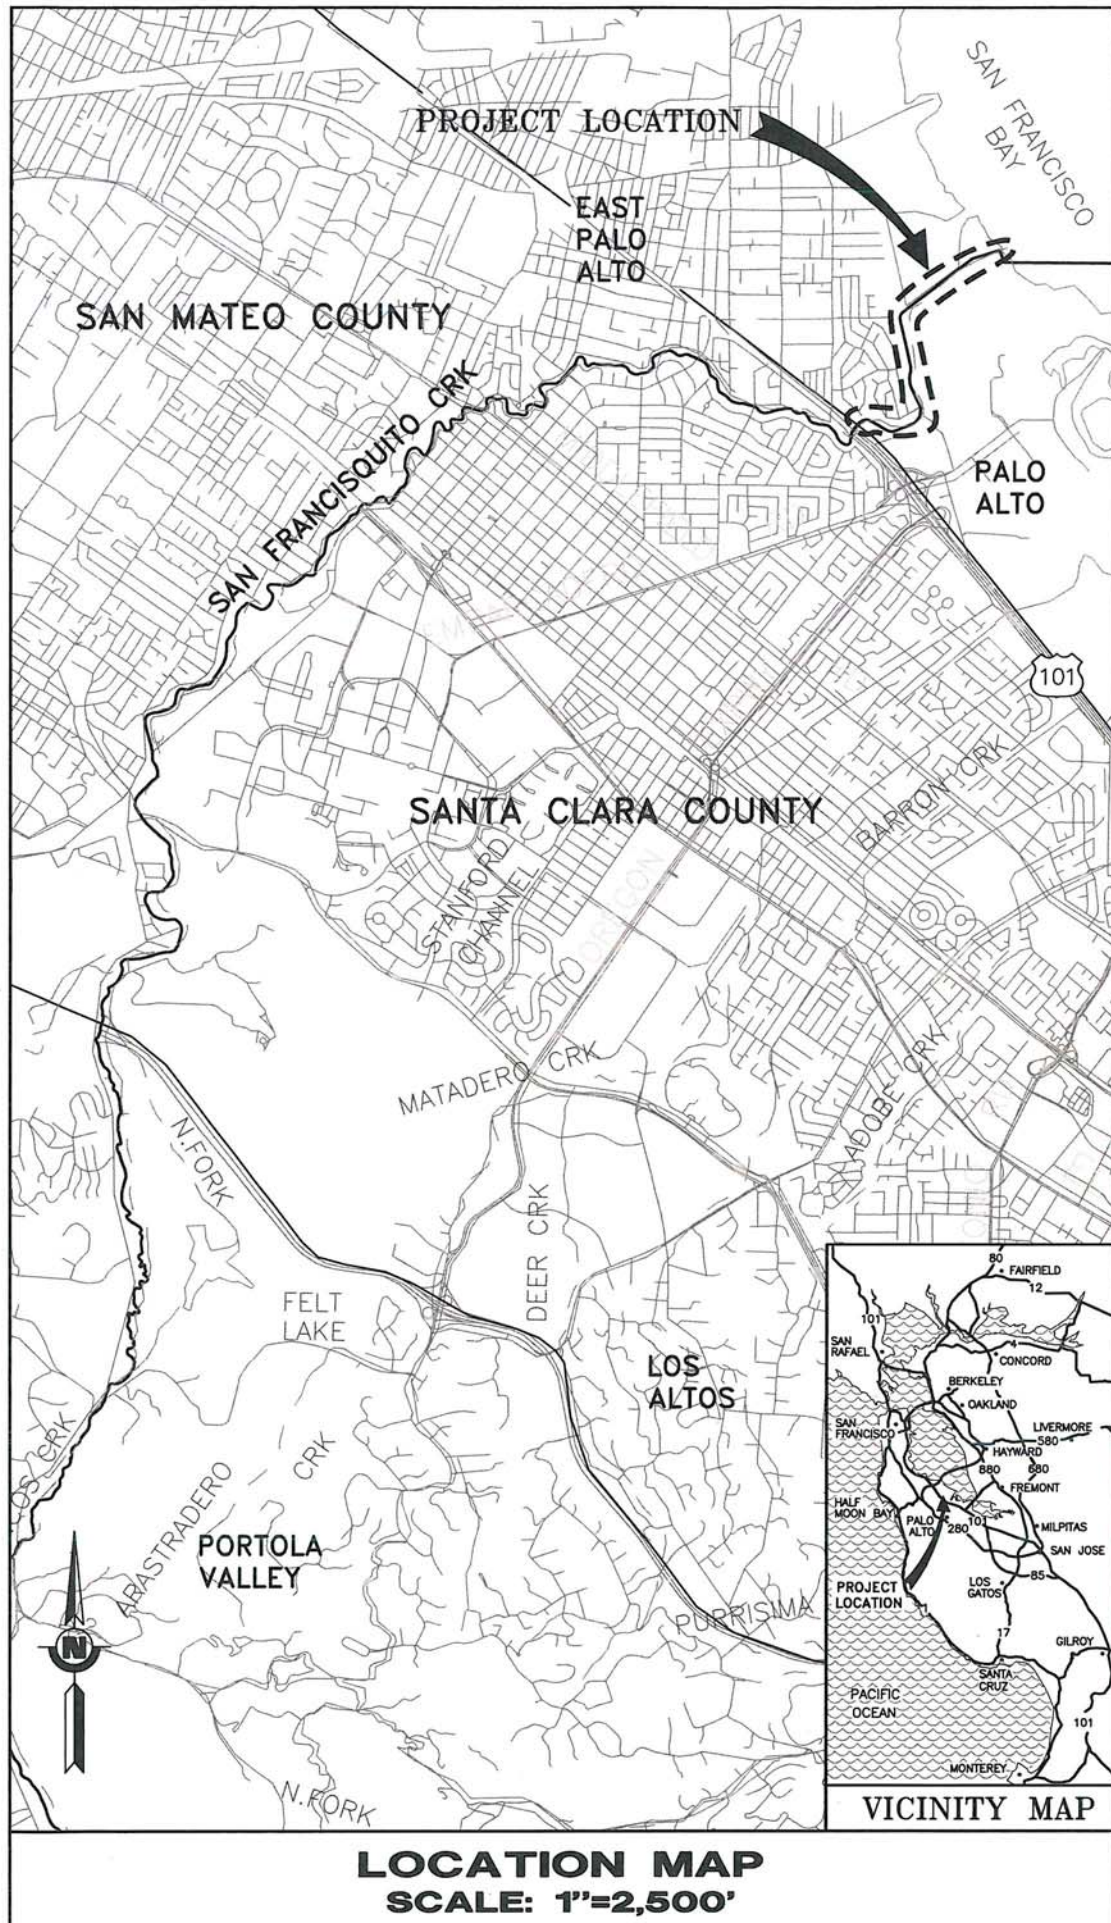 SAN FRANCISCO
BAY
PROJECT LOCATION
EAST
PALO
ALTO
SAN MATEO COUNTY
SAN FRANCISQUITO CRK
PALO
ALTO
101
SANTA CLARA COUNTY
BARRON CRK
STANFORD
CHANNEL
OREGON
MATADERO CRK
ADOBE CRK
N.FORK
DEER CRK
FELT
LAKE
LOS
ALTOS
OS CRK
ARASTRADERO CRK
PORTOLA
VALLEY
PURRISIMA
N
N.FORK
80
FAIRFIELD
12
101
SAN
RAFAEL
4
CONCORD
BERKELEY
OAKLAND
SAN
FRANCISCO
LIVERMORE
580
HAYWARD
880
680
FREMONT
HALF
MOON BAY
PALO
ALTO
101
280
MILPITAS
SAN JOSE
85
PROJECT
LOCATION
LOS
GATOS
17
GILROY
SANTA
CRUZ
PACIFIC
OCEAN
101
MONTEREY
VICINITY MAP
LOCATION MAP
SCALE: 1"=2,500'